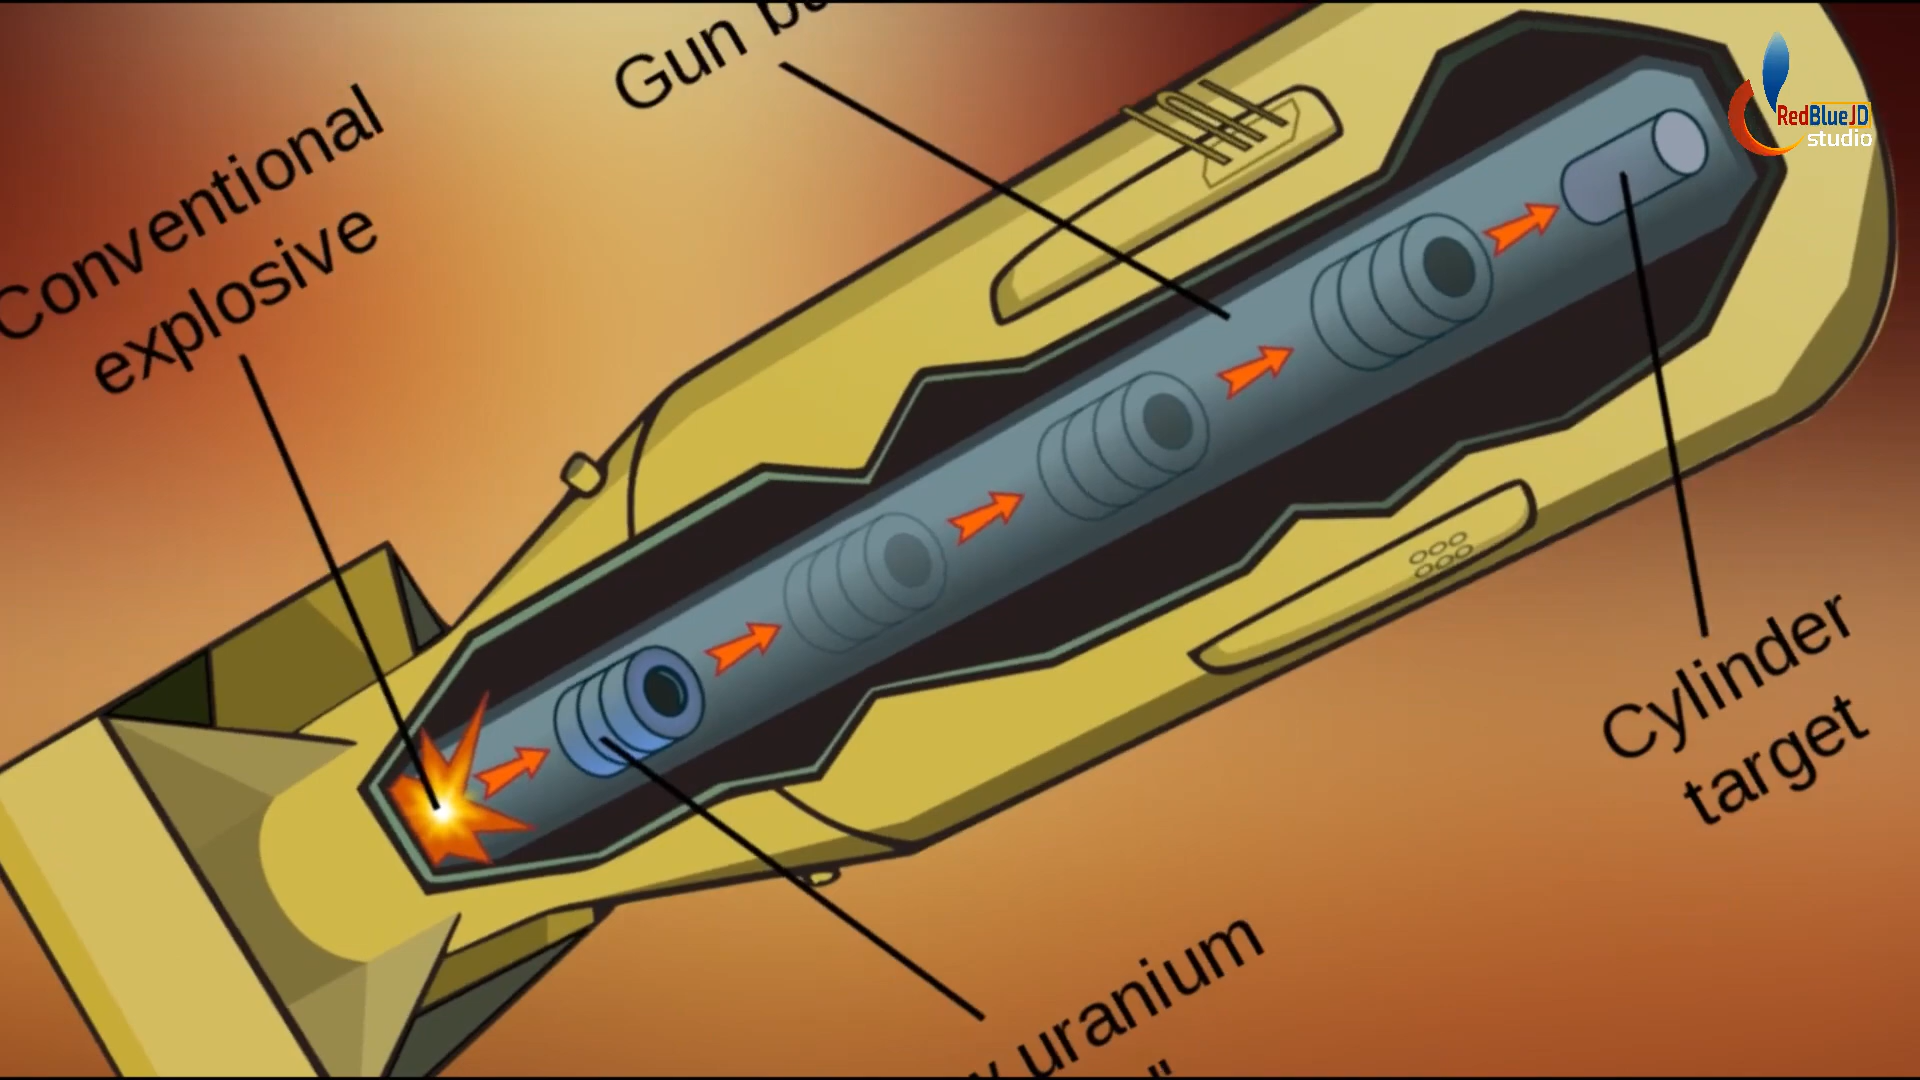 Conventional
explosive
Gun
RedBlueJD
studio
Cylinder
target
uranium